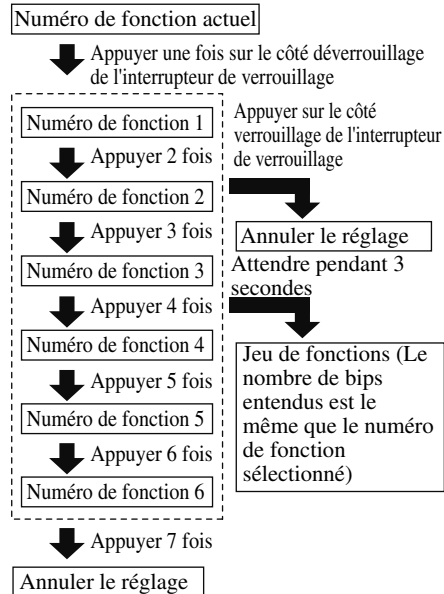 Numéro de fonction actuel
Appuyer une fois sur le côté déverrouillage
de l'interrupteur de verrouillage
Numéro de fonction 1
Appuyer 2 fois
Numéro de fonction 2
Appuyer 3 fois
Numéro de fonction 3
Appuyer 4 fois
Numéro de fonction 4
Appuyer 5 fois
Numéro de fonction 5
Appuyer 6 fois
Numéro de fonction 6
Appuyer 7 fois
Annuler le réglage
Appuyer sur le côté
verrouillage de l'interrupteur
de verrouillage
Annuler le réglage
Attendre pendant 3
secondes
Jeu de fonctions (Le
nombre de bips
entendus est le
même que le numéro
de fonction
sélectionné)